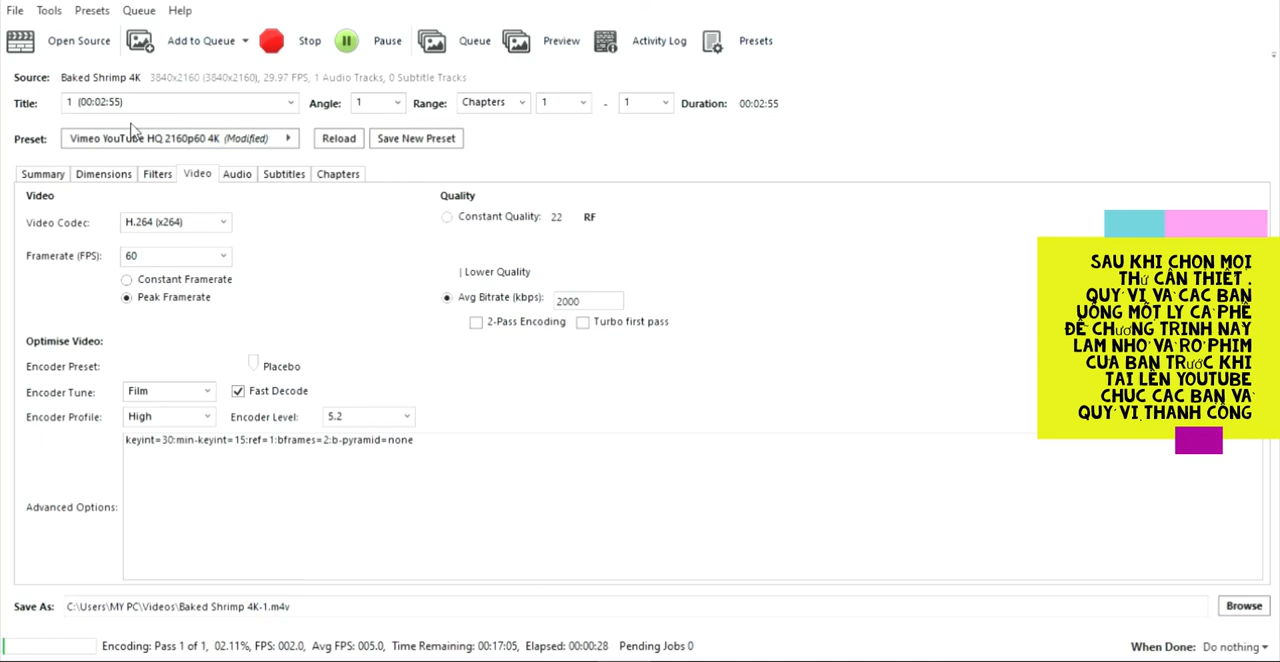 File Tools Presets Queue Help
Open Source Add to Queue Stop Pause Queue Preview Activity Log Presets
Source: Baked Shrimp 4K 3840x2160 (3840x2160), 29.97 FPS, 1 Audio Tracks, 0 Subtitle Tracks
Title: 1 (00:02:55) Angle: 1 Range: Chapters 1 - 1 Duration: 00:02:55
Preset: Vimeo YouTube HQ 2160p60 4K (Modified) Reload Save New Preset
Summary Dimensions Filters Video Audio Subtitles Chapters
Video Quality
Video Codec: H.264 (x264) Constant Quality: 22 RF
Framerate (FPS): 60
Constant Framerate | Lower Quality
Peak Framerate Avg Bitrate (kbps): 2000
2-Pass Encoding Turbo first pass
Optimise Video:
Encoder Preset: Placebo
Encoder Tune: Film Fast Decode
Encoder Profile: High Encoder Level: 5.2
keyint=30:min-keyint=15:ref=1:bframes=2:b-pyramid=none
Advanced Options:
SAU KHI CHỌN MỌI
THỨ CẦN THIẾT .
QUÝ VỊ VÀ CÁC BẠN
UỐNG MỘT LY CÀ PHÊ
ĐỂ CHƯƠNG TRÌNH NÀY
LÀM NHỎ VÀ RÕ PHIM
CỦA BẠN TRƯỚC KHI
TẢI LÊN YOUTUBE
CHÚC CÁC BẠN VÀ
QUÝ VỊ THÀNH CÔNG
Save As: C:\Users\MY PC\Videos\Baked Shrimp 4K-1.m4v Browse
Encoding: Pass 1 of 1, 02.11%, FPS: 002.0, Avg FPS: 005.0, Time Remaining: 00:17:05, Elapsed: 00:00:28 Pending Jobs 0 When Done: Do nothing